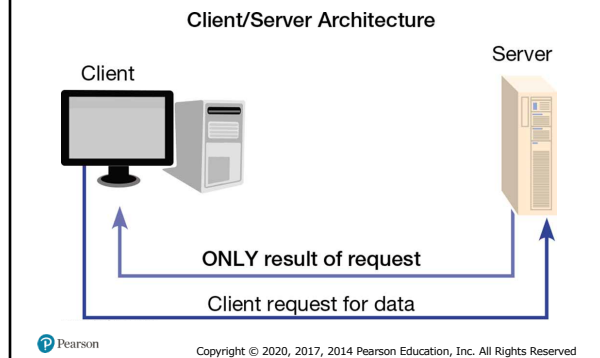 Client/Server Architecture
Server
Client
ONLY result of request
Client request for data
Pearson
Copyright © 2020, 2017, 2014 Pearson Education, Inc. All Rights Reserved